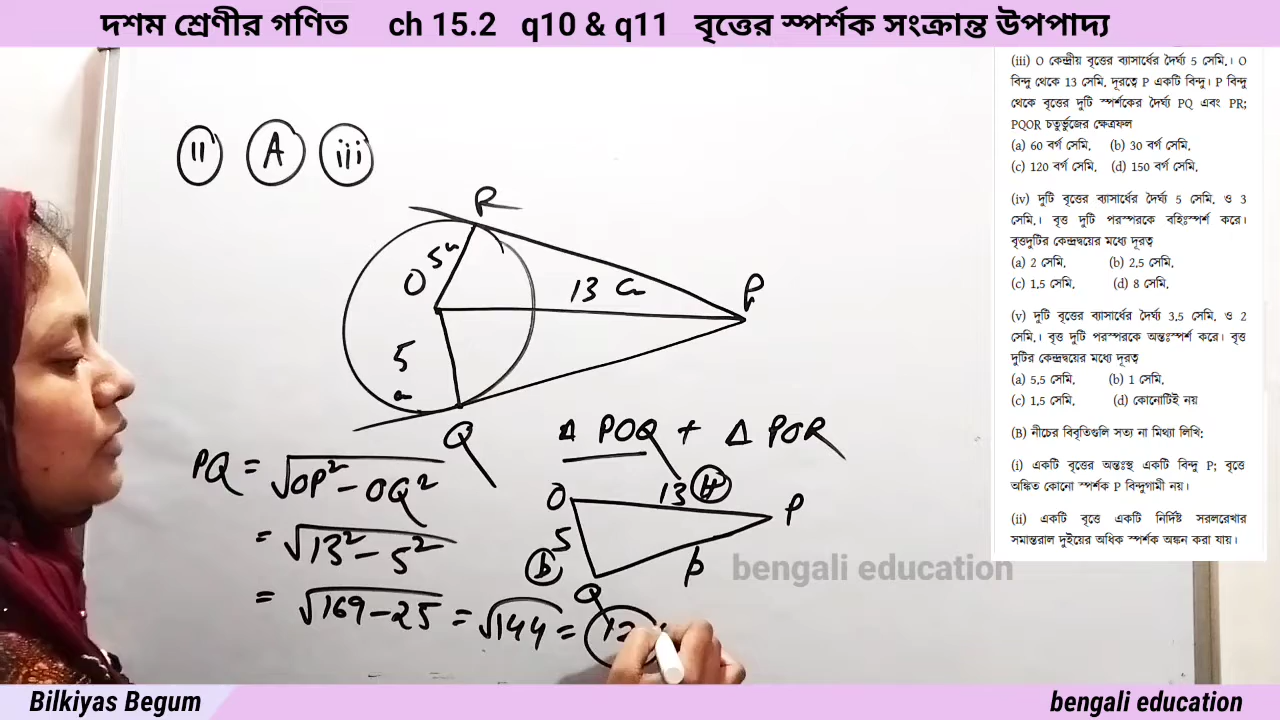 দশম শ্রেণীর গণিত ch 15.2 q10 & q11 বৃত্তের স্পর্শক সংক্রান্ত উপপাদ্য
(iii) O কেন্দ্রীয় বৃত্তের ব্যাসার্ধের দৈর্ঘ্য 5 সেমি.। O
বিন্দু থেকে 13 সেমি. দূরত্বে P একটি বিন্দু। P বিন্দু
থেকে বৃত্তের দুটি স্পর্শকের দৈর্ঘ্য PQ এবং PR;
PQOR চতুর্ভুজের ক্ষেত্রফল
(a) 60 বর্গ সেমি. (b) 30 বর্গ সেমি.
(c) 120 বর্গ সেমি. (d) 150 বর্গ সেমি.
(iv) দুটি বৃত্তের ব্যাসার্ধের দৈর্ঘ্য 5 সেমি. ও 3
সেমি.। বৃত্ত দুটি পরস্পরকে বহিঃস্পর্শ করে।
বৃত্তদুটির কেন্দ্রদ্বয়ের মধ্যে দূরত্ব
(a) 2 সেমি. (b) 2.5 সেমি.
(c) 1.5 সেমি. (d) 8 সেমি.
(v) দুটি বৃত্তের ব্যাসার্ধের দৈর্ঘ্য 3.5 সেমি. ও 2
সেমি.। বৃত্ত দুটি পরস্পরকে অন্তঃস্পর্শ করে। বৃত্ত
দুটির কেন্দ্রদ্বয়ের মধ্যে দূরত্ব
(a) 5.5 সেমি. (b) 1 সেমি.
(c) 1.5 সেমি. (d) কোনোটিই নয়
(B) নীচের বিবৃতিগুলি সত্য না মিথ্যা লিখি:
(i) একটি বৃত্তের অন্তঃস্থ একটি বিন্দু P; বৃত্তে
অঙ্কিত কোনো স্পর্শক P বিন্দুগামী নয়।
(ii) একটি বৃত্তে একটি নির্দিষ্ট সরলরেখার
সমান্তরাল দুইয়ের অধিক স্পর্শক অঙ্কন করা যায়।
11 A iii
R
5
O
13
P
5
Q
Δ POQ + Δ POR
PQ = √OP² - OQ²
= √13² - 5²
= √169 - 25 = √144 = 12
O 13 H P
5
b p
Q
bengali education
Bilkiyas Begum
bengali education